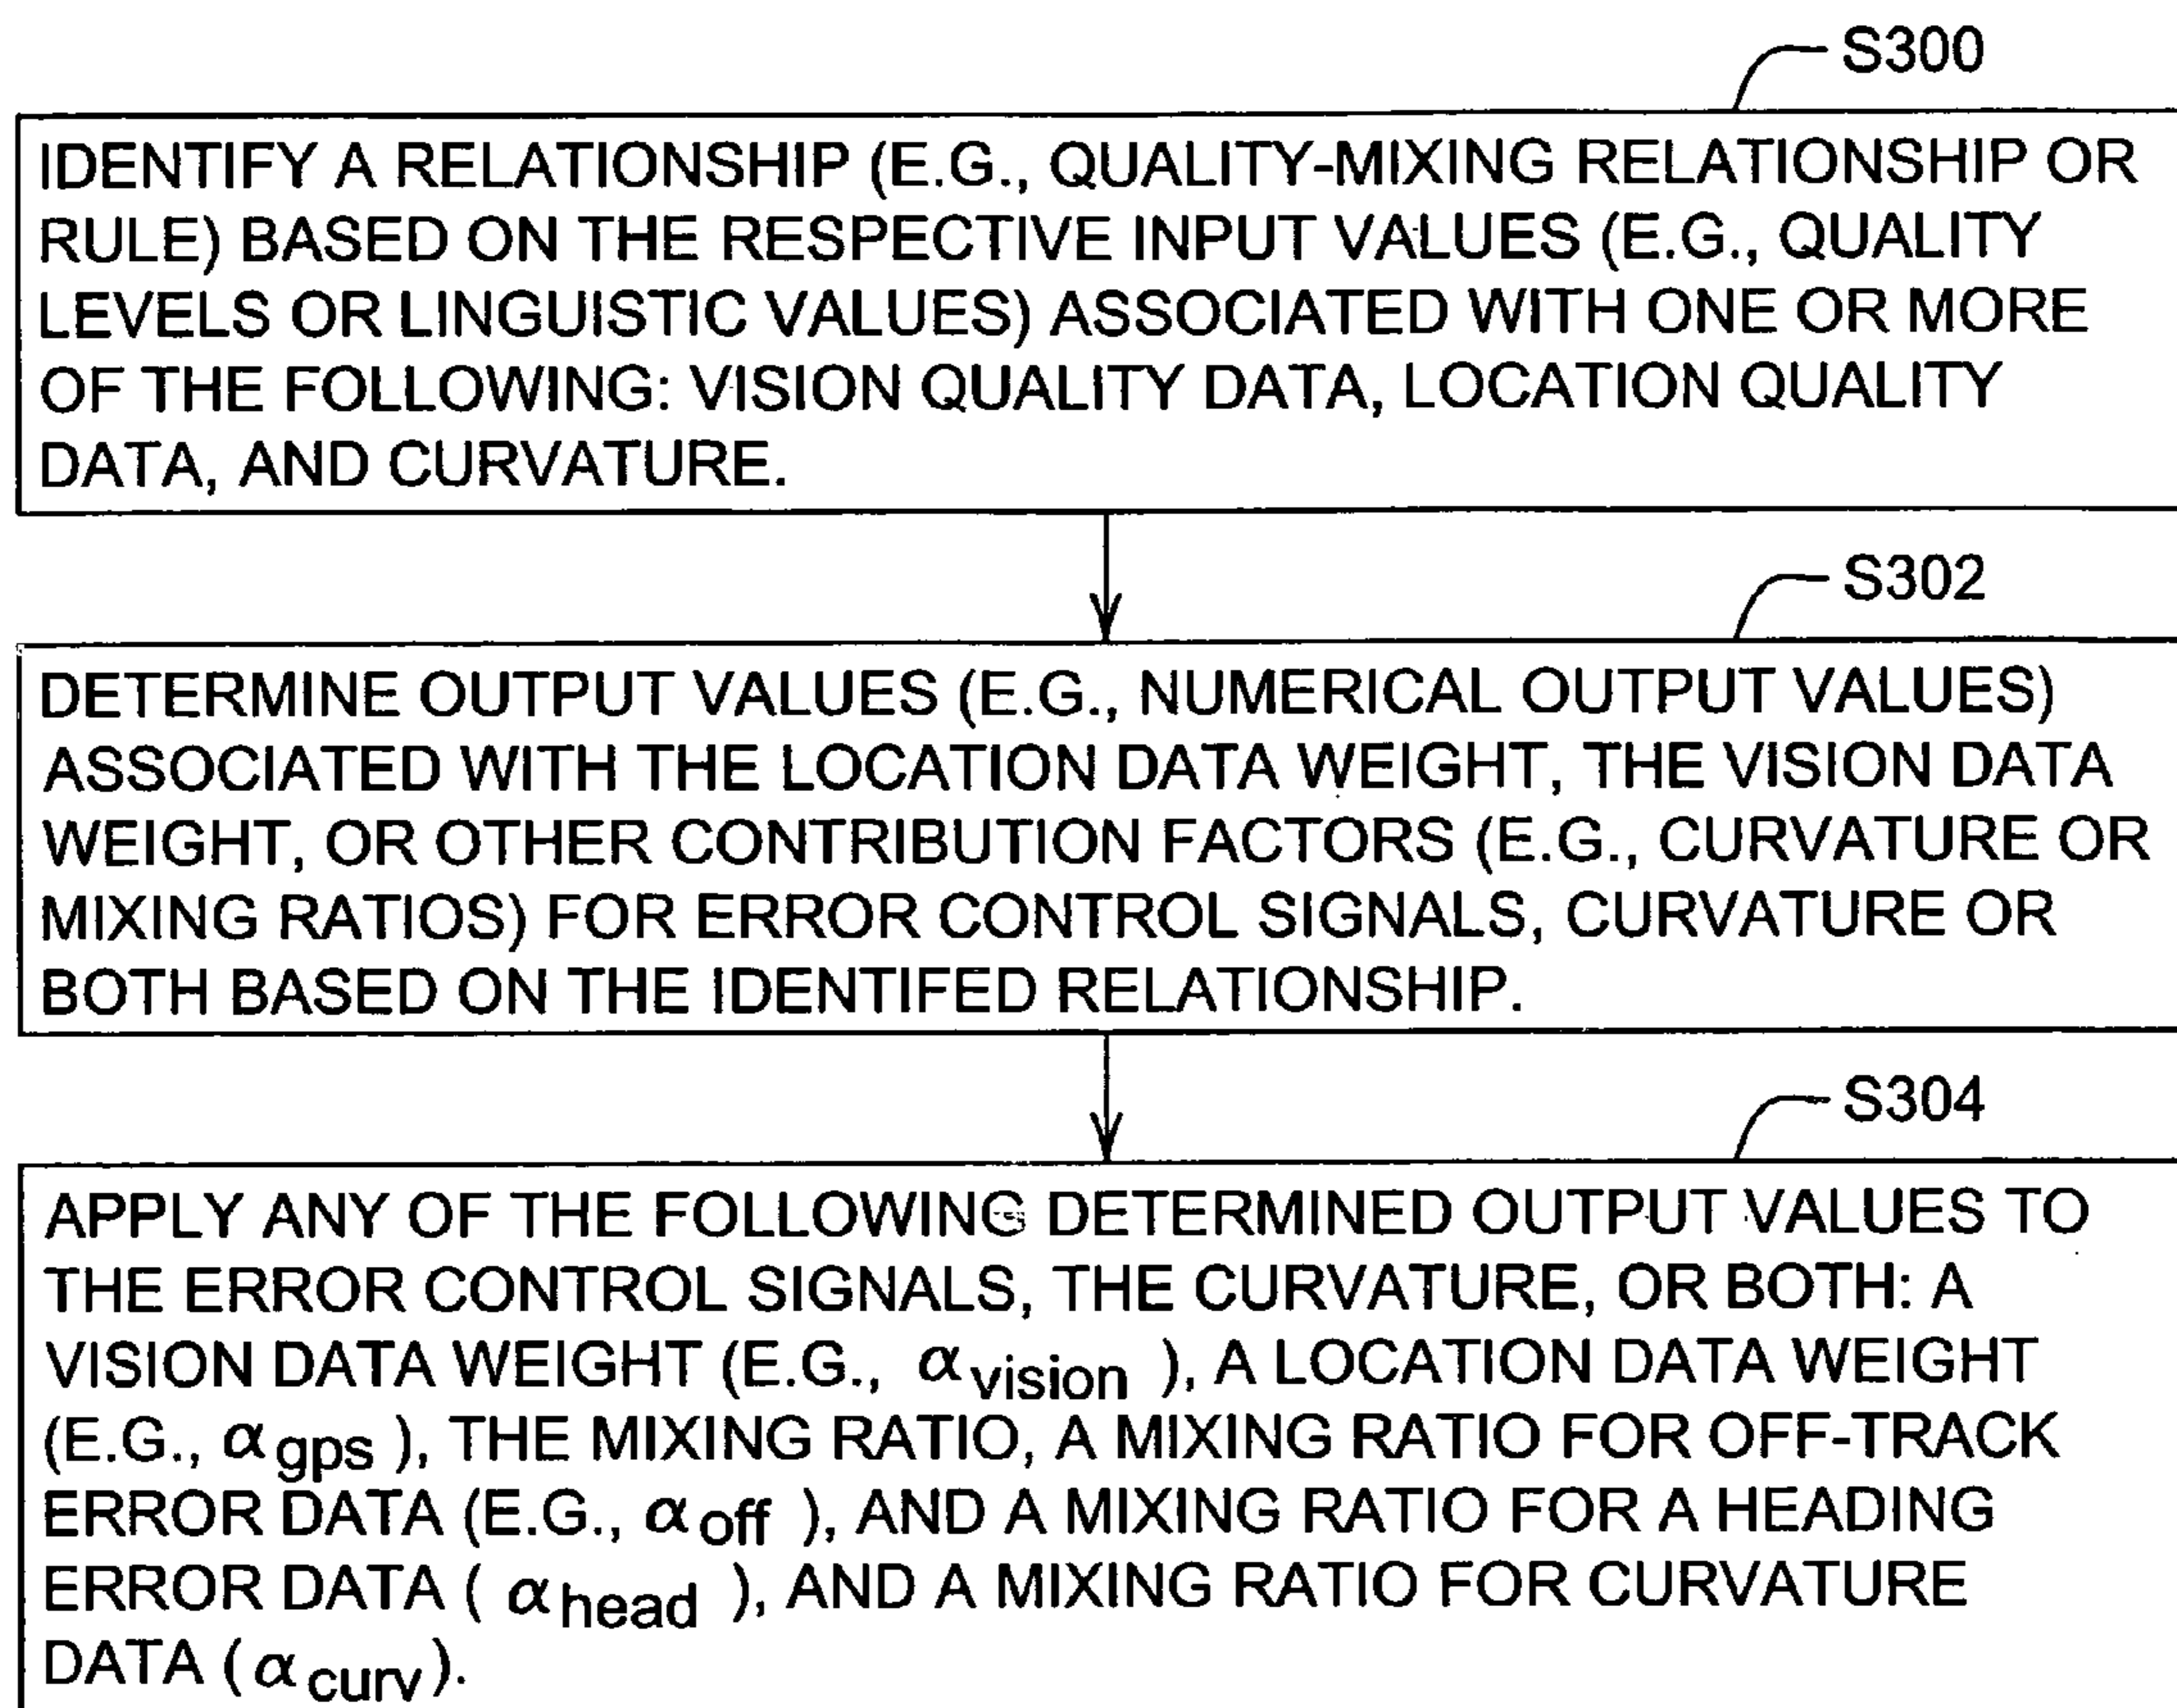 S300
IDENTIFY A RELATIONSHIP (E.G., QUALITY-MIXING RELATIONSHIP OR
RULE) BASED ON THE RESPECTIVE INPUT VALUES (E.G., QUALITY
LEVELS OR LINGUISTIC VALUES) ASSOCIATED WITH ONE OR MORE
OF THE FOLLOWING: VISION QUALITY DATA, LOCATION QUALITY
DATA, AND CURVATURE.
S302
DETERMINE OUTPUT VALUES (E.G., NUMERICAL OUTPUT VALUES)
ASSOCIATED WITH THE LOCATION DATA WEIGHT, THE VISION DATA
WEIGHT, OR OTHER CONTRIBUTION FACTORS (E.G., CURVATURE OR
MIXING RATIOS) FOR ERROR CONTROL SIGNALS, CURVATURE OR
BOTH BASED ON THE IDENTIFED RELATIONSHIP.
S304
APPLY ANY OF THE FOLLOWING DETERMINED OUTPUT VALUES TO
THE ERROR CONTROL SIGNALS, THE CURVATURE, OR BOTH: A
VISION DATA WEIGHT (E.G., α vision ), A LOCATION DATA WEIGHT
(E.G., α gps ), THE MIXING RATIO, A MIXING RATIO FOR OFF-TRACK
ERROR DATA (E.G., α off ), AND A MIXING RATIO FOR A HEADING
ERROR DATA ( α head ), AND A MIXING RATIO FOR CURVATURE
DATA (α curv).